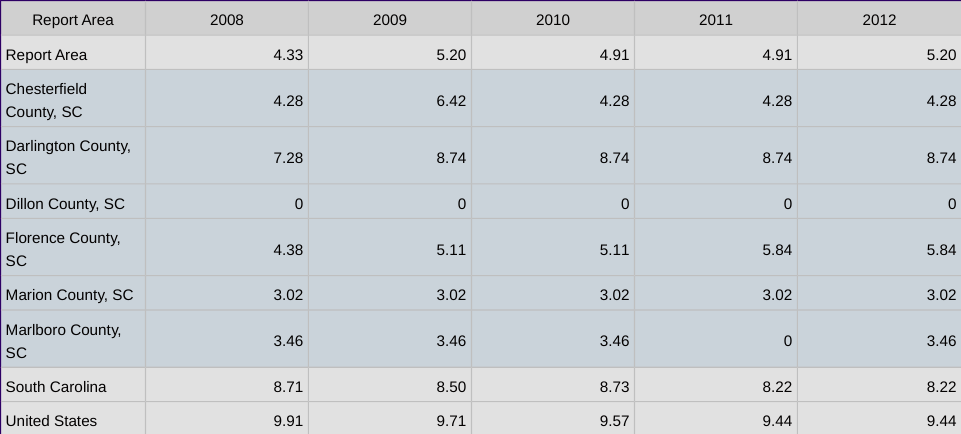 Report Area 2008 2009 2010 2011 2012
Report Area 4.33 5.20 4.91 4.91 5.20
Chesterfield
County, SC 4.28 6.42 4.28 4.28 4.28
Darlington County,
SC 7.28 8.74 8.74 8.74 8.74
Dillon County, SC 0 0 0 0 0
Florence County,
SC 4.38 5.11 5.11 5.84 5.84
Marion County, SC 3.02 3.02 3.02 3.02 3.02
Marlboro County,
SC 3.46 3.46 3.46 0 3.46
South Carolina 8.71 8.50 8.73 8.22 8.22
United States 9.91 9.71 9.57 9.44 9.44